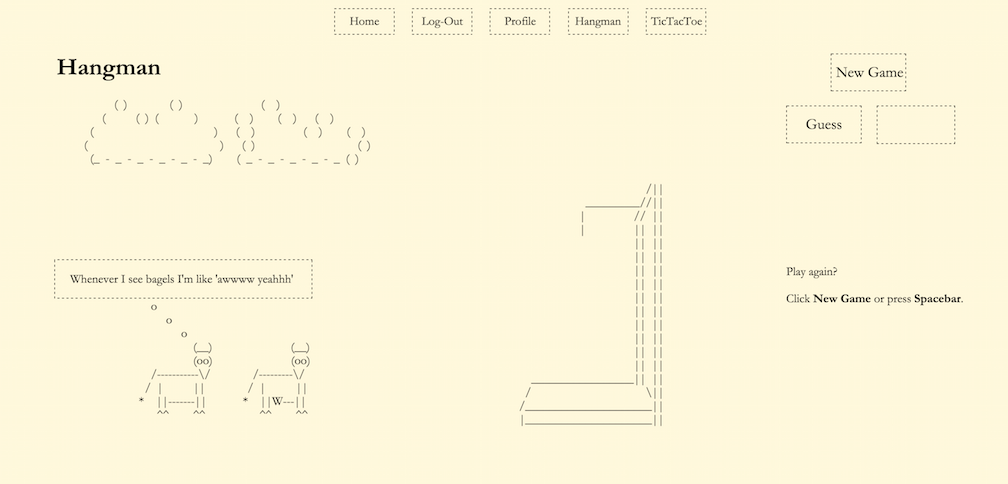 Home Log-Out Profile Hangman TicTacToe
Hangman
New Game
Guess
Whenever I see bagels I'm like 'awwww yeahhh'
Play again?
Click New Game or press Spacebar.